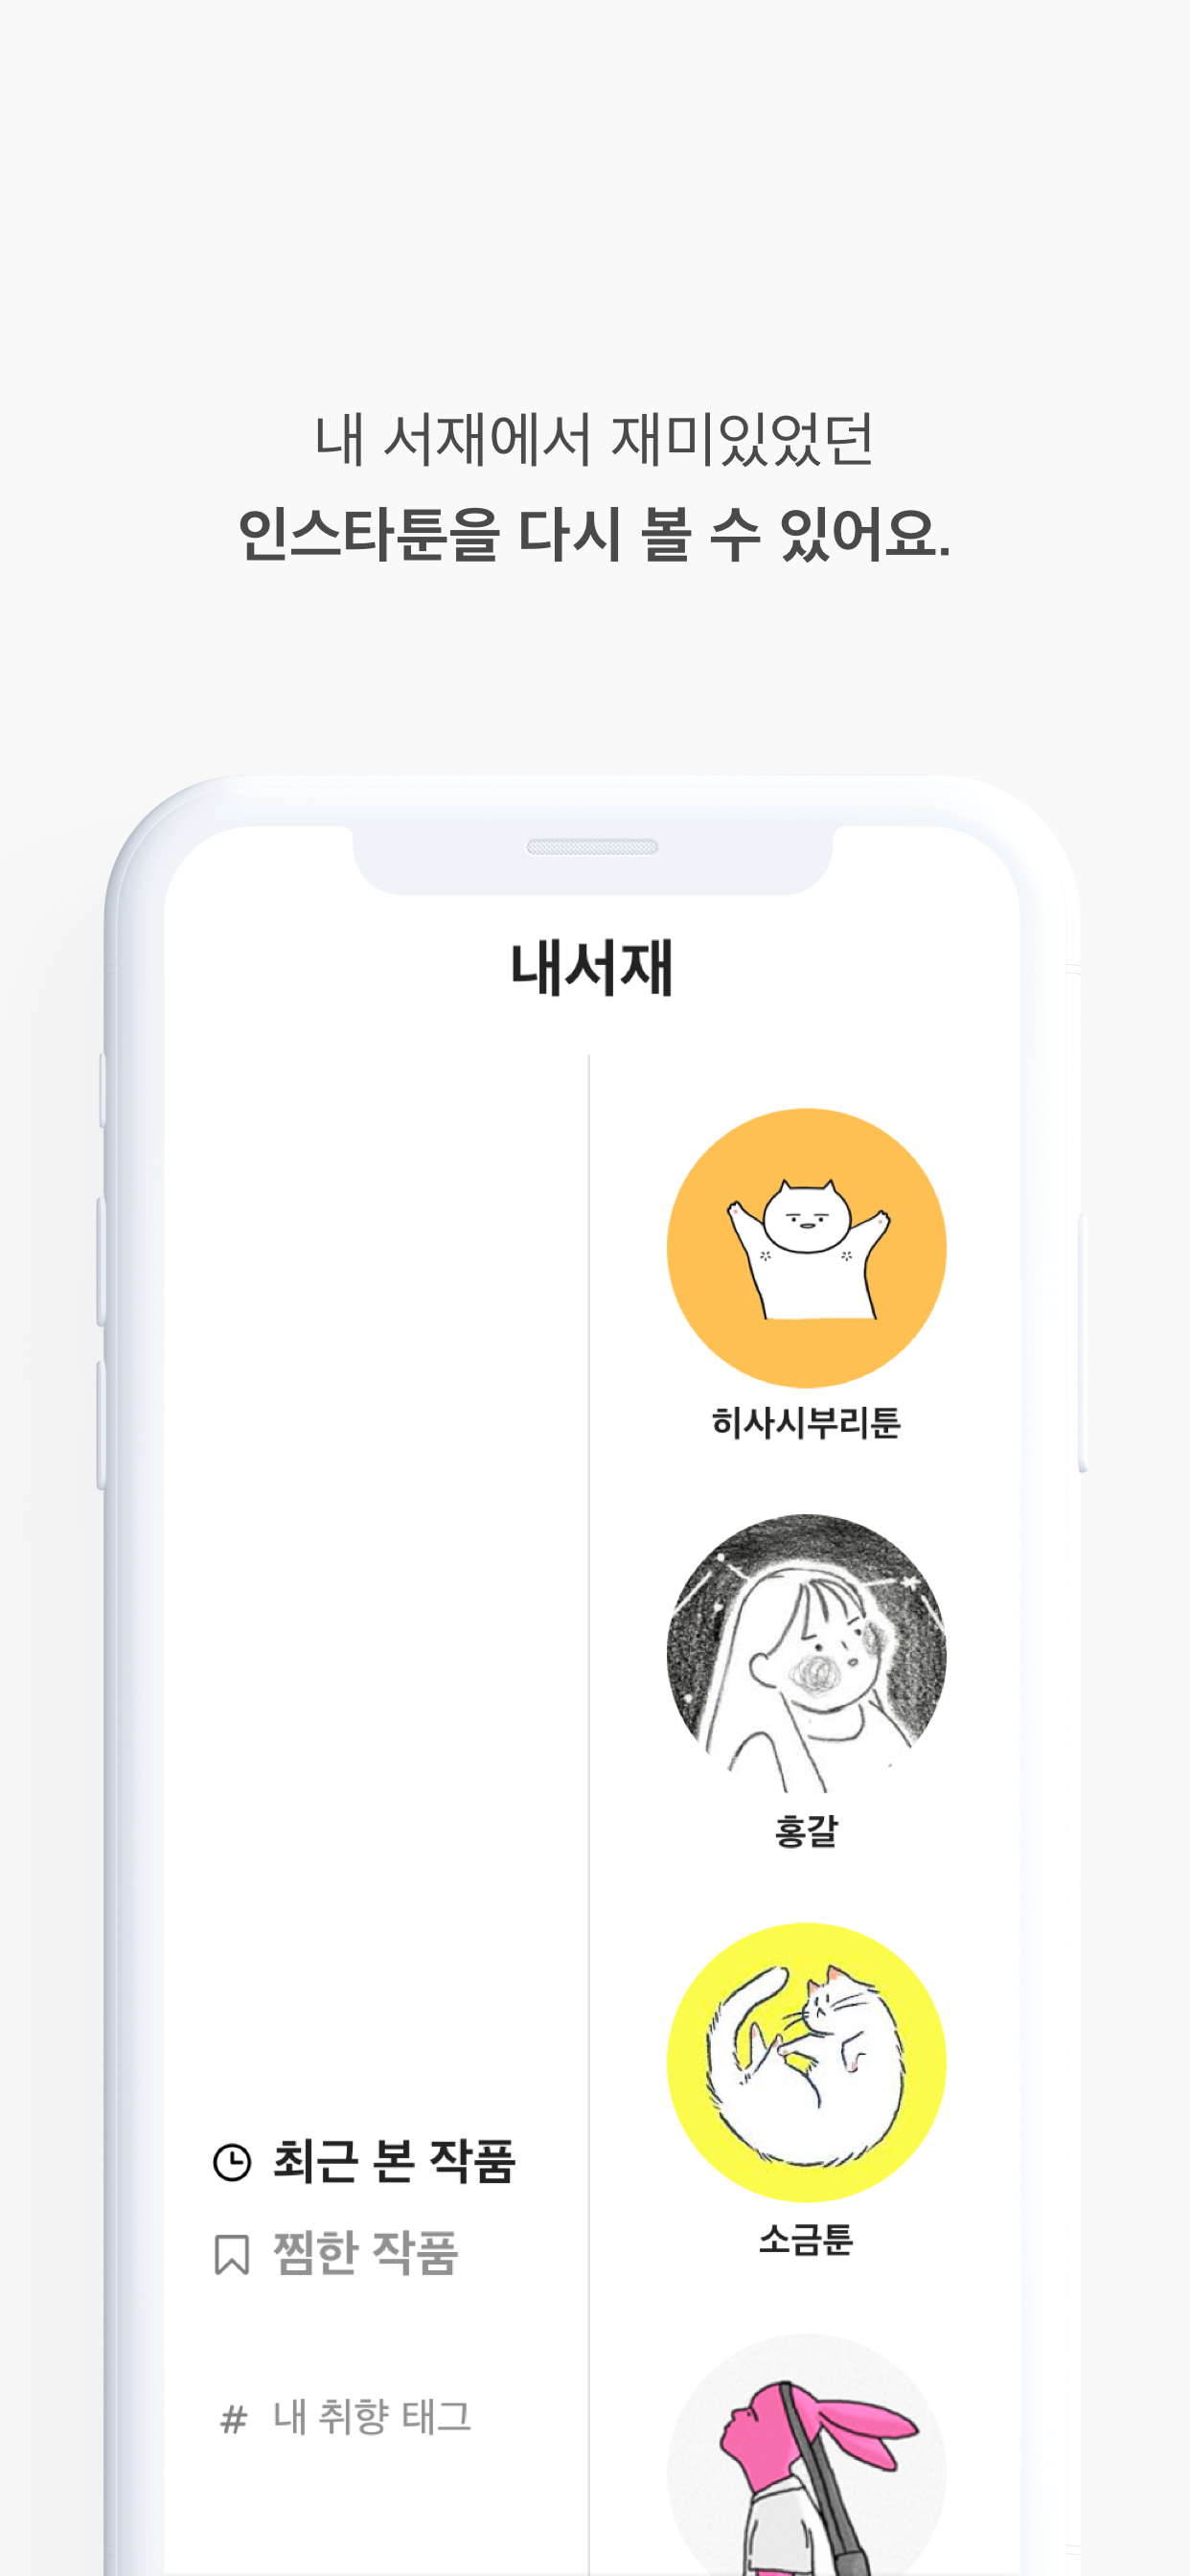 내 서재에서 재미있었던
인스타툰을 다시 볼 수 있어요.
내서재
히사시부리툰
홍갈
소금툰
최근 본 작품
찜한 작품
# 내 취향 태그